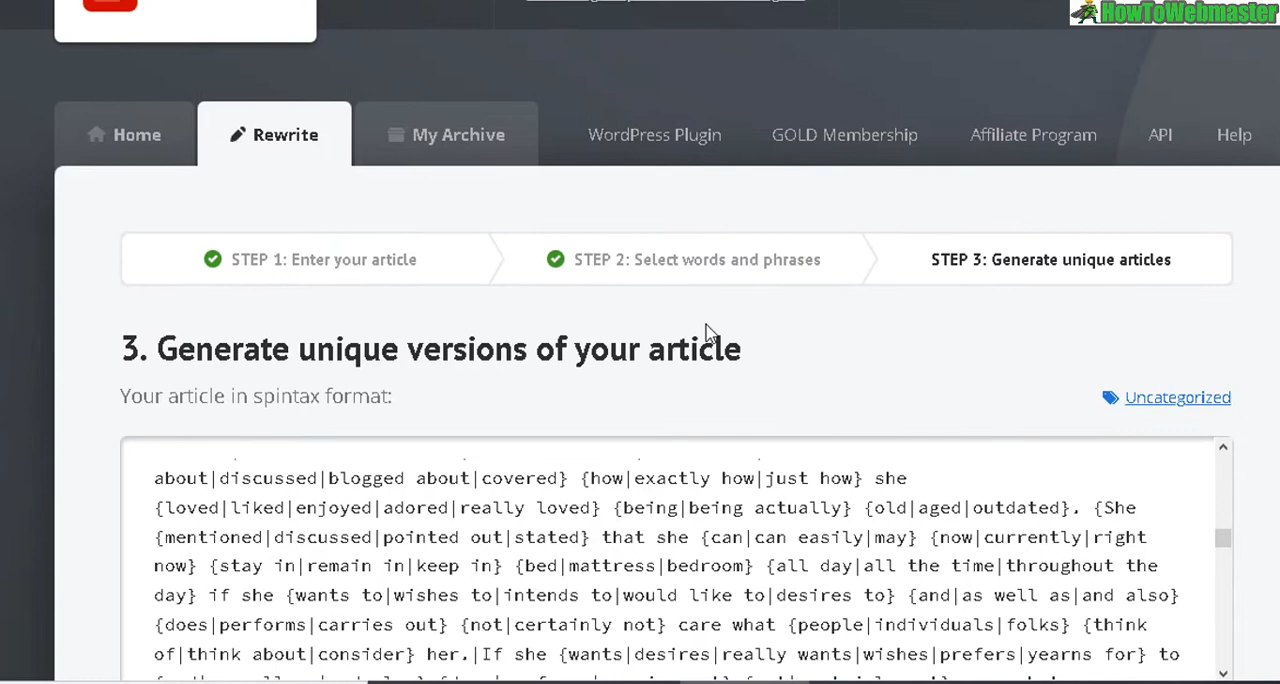 HowToWebmaster
Home
Rewrite
My Archive
WordPress Plugin
GOLD Membership
Affiliate Program
API
Help
STEP 1: Enter your article
STEP 2: Select words and phrases
STEP 3: Generate unique articles
3. Generate unique versions of your article
Your article in spintax format:
Uncategorized
about|discussed|blogged about|covered} {how|exactly how|just how} she
{loved|liked|enjoyed|adored|really loved} {being|being actually} {old|aged|outdated}. {She
{mentioned|discussed|pointed out|stated} that she {can|can easily|may} {now|currently|right
now} {stay in|remain in|keep in} {bed|mattress|bedroom} {all day|all the time|throughout the
day} if she {wants to|wishes to|intends to|would like to|desires to} {and|as well as|and also}
{does|performs|carries out} {not|certainly not} care what {people|individuals|folks} {think
of|think about|consider} her.|If she {wants|desires|really wants|wishes|prefers|yearns for} to